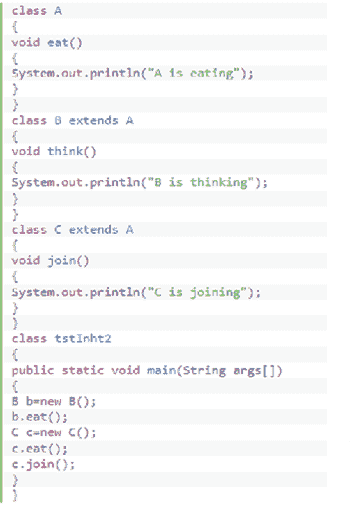 class A
{
void eat()
{
System.out.println("A is eating");
}
}
class B extends A
{
void think()
{
System.out.println("B is thinking");
}
}
class C extends A
{
void join()
{
System.out.println("C is joining");
}
}
class tstInht2
{
public static void main(String args[])
{
B b=new B();
b.eat();
C c=new C();
c.eat();
c.join();
}
}